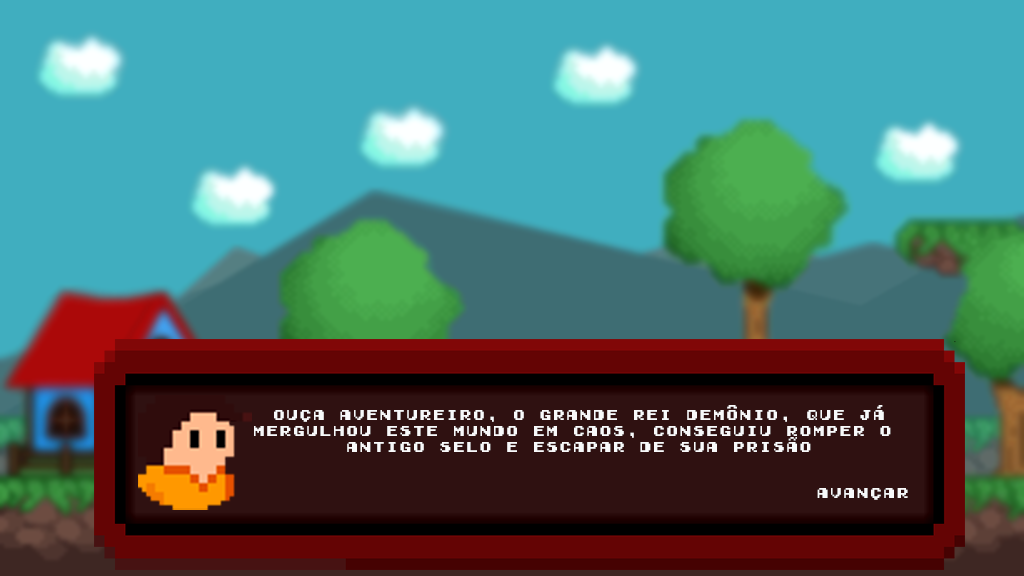 OUÇA AVENTUREIRO, O GRANDE REI DEMÔNIO, QUE JÁ
MERGULHOU ESTE MUNDO EM CAOS, CONSEGUIU ROMPER O
ANTIGO SELO E ESCAPAR DE SUA PRISÃO
AVANÇAR